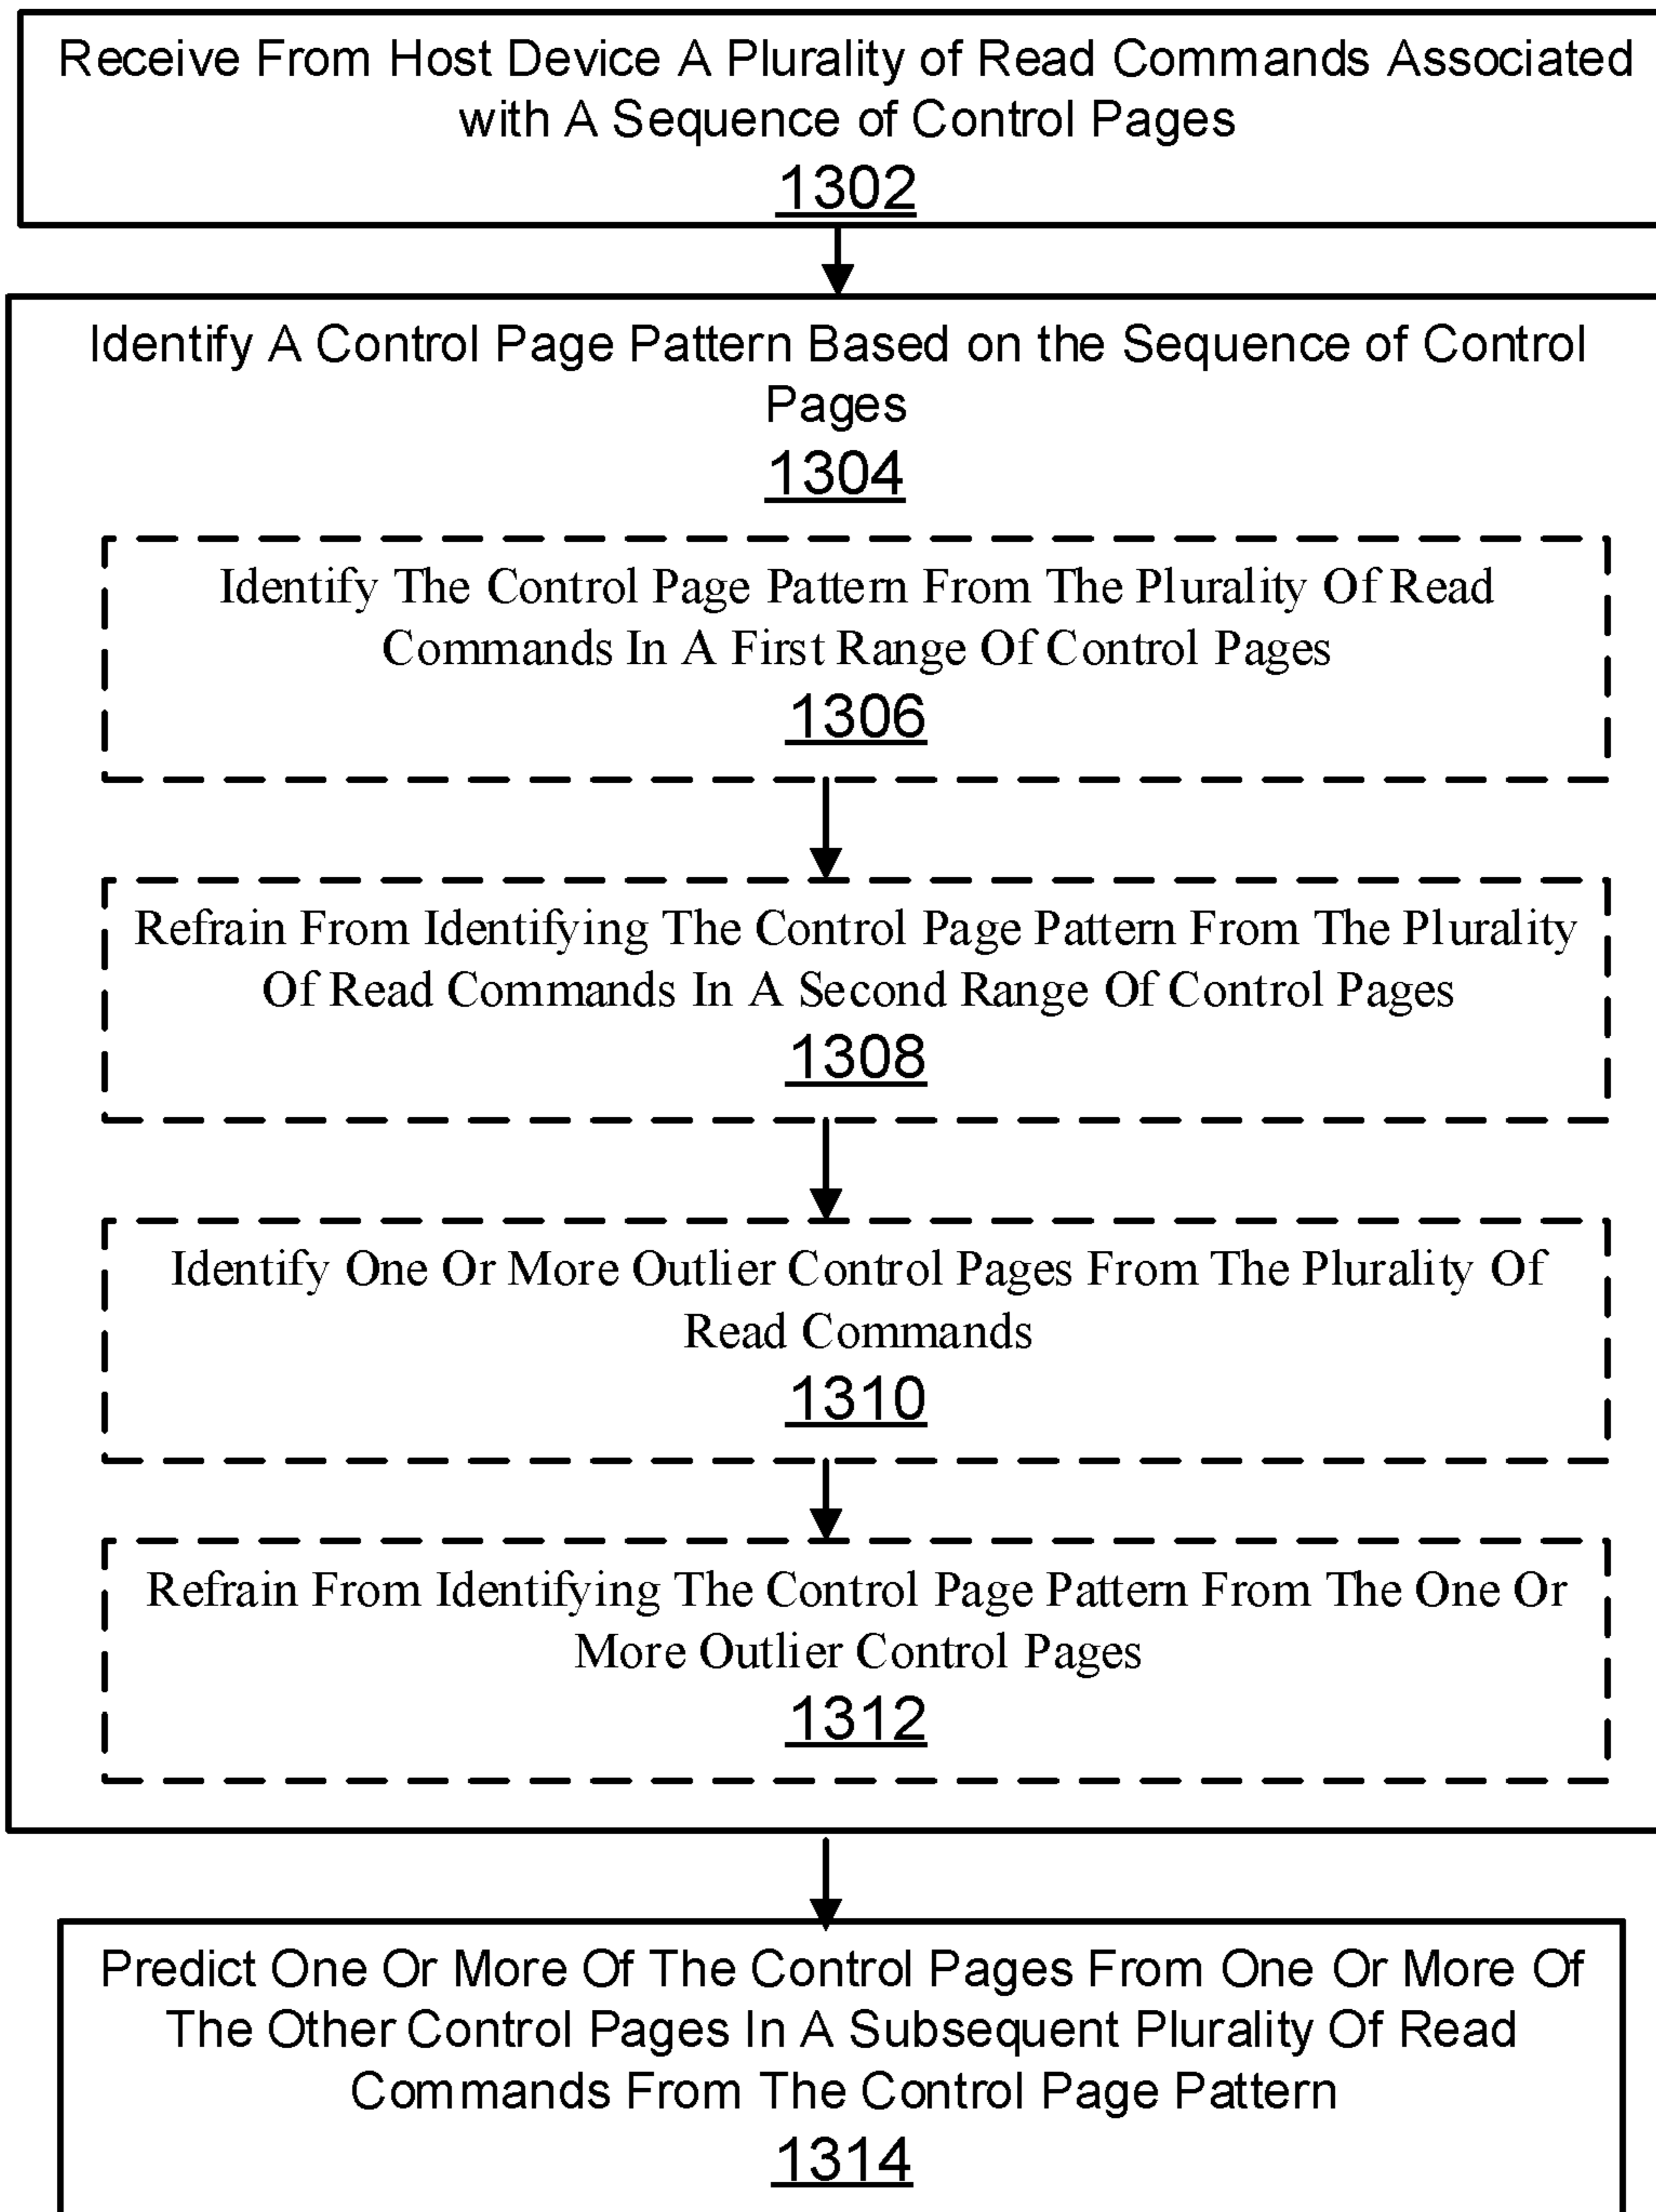 Receive From Host Device A Plurality of Read Commands Associated
with A Sequence of Control Pages
1302
Identify A Control Page Pattern Based on the Sequence of Control
Pages
1304
Identify The Control Page Pattern From The Plurality Of Read
Commands In A First Range Of Control Pages
1306
Refrain From Identifying The Control Page Pattern From The Plurality
Of Read Commands In A Second Range Of Control Pages
1308
Identify One Or More Outlier Control Pages From The Plurality Of
Read Commands
1310
Refrain From Identifying The Control Page Pattern From The One Or
More Outlier Control Pages
1312
Predict One Or More Of The Control Pages From One Or More Of
The Other Control Pages In A Subsequent Plurality Of Read
Commands From The Control Page Pattern
1314